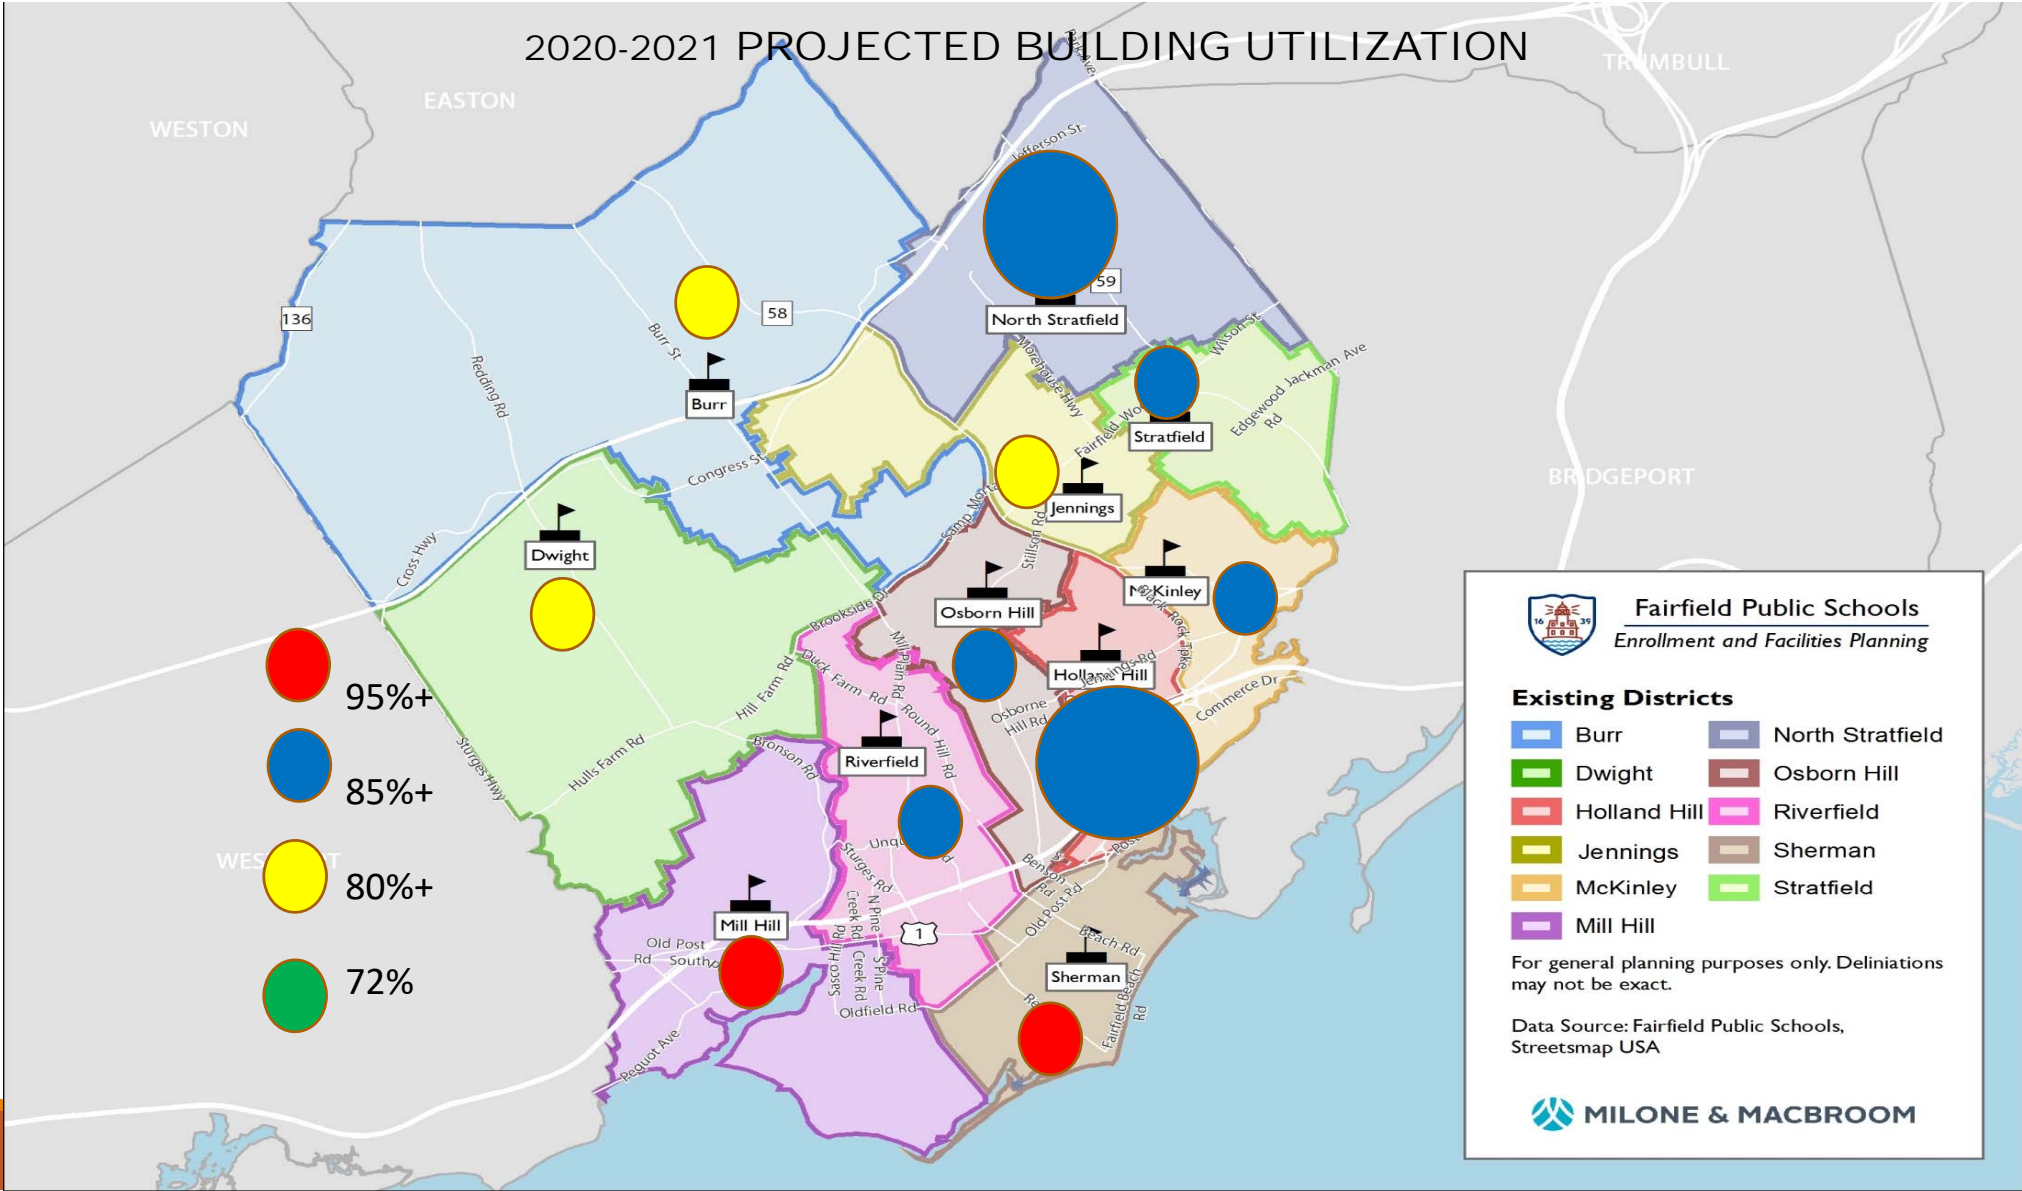 2020-2021 PROJECTED BUILDING UTILIZATION
TRUMBULL
EASTON
WESTON
Park Ave
Jefferson St
59
North Stratfield
136
58
Burr St
Redding Rd
Burr
Morehouse Hwy
Wilson St
Edgewood Rd
Jackman Ave
Fairfield
Stratfield
Congress St
Jennings
BRIDGEPORT
Stillson Rd
Cross Hwy
Dwight
McKinley
Black Rock Tpke
Osborn Hill
Brookside Dr
Holland Hill
Jennings Rd
Mill Plain Rd
Duck Farm Rd
Hill Farm Rd
Round Hill Rd
Osborne Hill Rd
Commerce Dr
95%+
85%+
80%+
72%
Sturges Hwy
Hulls Farm Rd
Bronson Rd
Riverfield
Sturges Rd
Benson Rd
Old Post Rd
Post
N Pine Creek Rd
S Pine Creek Rd
Sasco Hill Rd
1
Mill Hill
Old Post Rd
South
Beach Rd
Sherman
Fairfield Beach Rd
Oldfield Rd
Pequot Ave
16 39
Fairfield Public Schools
Enrollment and Facilities Planning
Existing Districts
Burr
North Stratfield
Dwight
Osborn Hill
Holland Hill
Riverfield
Jennings
Sherman
McKinley
Stratfield
Mill Hill
For general planning purposes only. Deliniations
may not be exact.
Data Source: Fairfield Public Schools,
Streetsmap USA
MILONE & MACBROOM